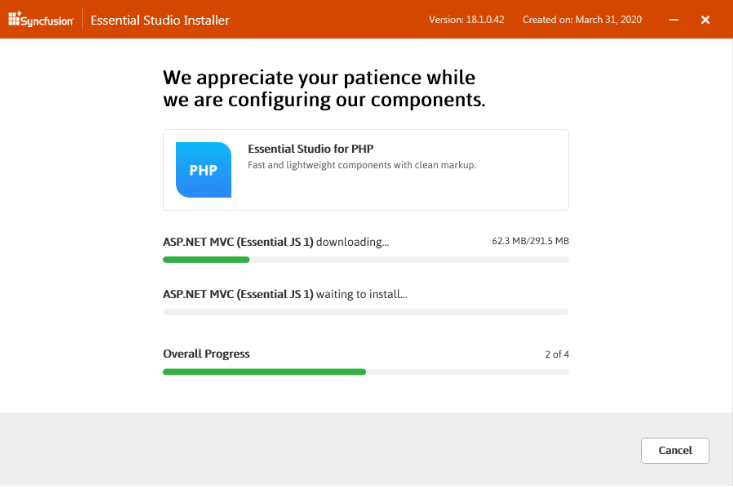 Syncfusion Essential Studio Installer Version: 18.1.0.42 Created on: March 31, 2020
We appreciate your patience while
we are configuring our components.
PHP
Essential Studio for PHP
Fast and lightweight components with clean markup.
ASP.NET MVC (Essential JS 1) downloading... 62.3 MB/291.5 MB
ASP.NET MVC (Essential JS 1) waiting to install...
Overall Progress 2 of 4
Cancel